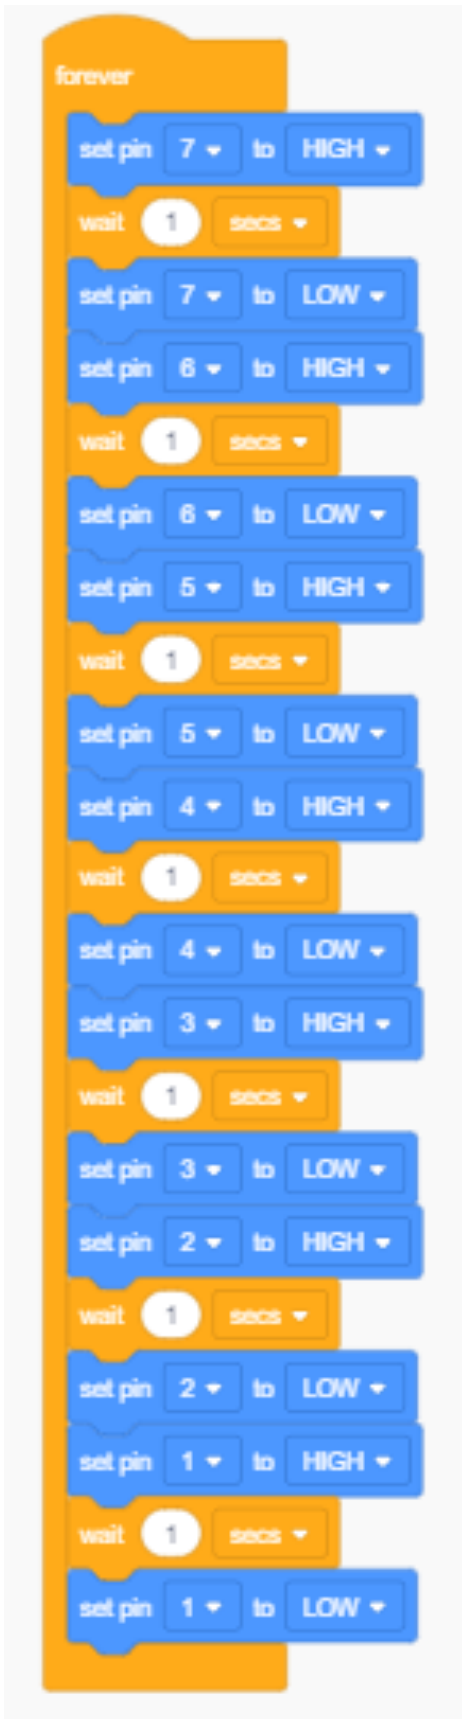 forever
set pin 7 to HIGH
wait 1 secs
set pin 7 to LOW
set pin 6 to HIGH
wait 1 secs
set pin 6 to LOW
set pin 5 to HIGH
wait 1 secs
set pin 5 to LOW
set pin 4 to HIGH
wait 1 secs
set pin 4 to LOW
set pin 3 to HIGH
wait 1 secs
set pin 3 to LOW
set pin 2 to HIGH
wait 1 secs
set pin 2 to LOW
set pin 1 to HIGH
wait 1 secs
set pin 1 to LOW